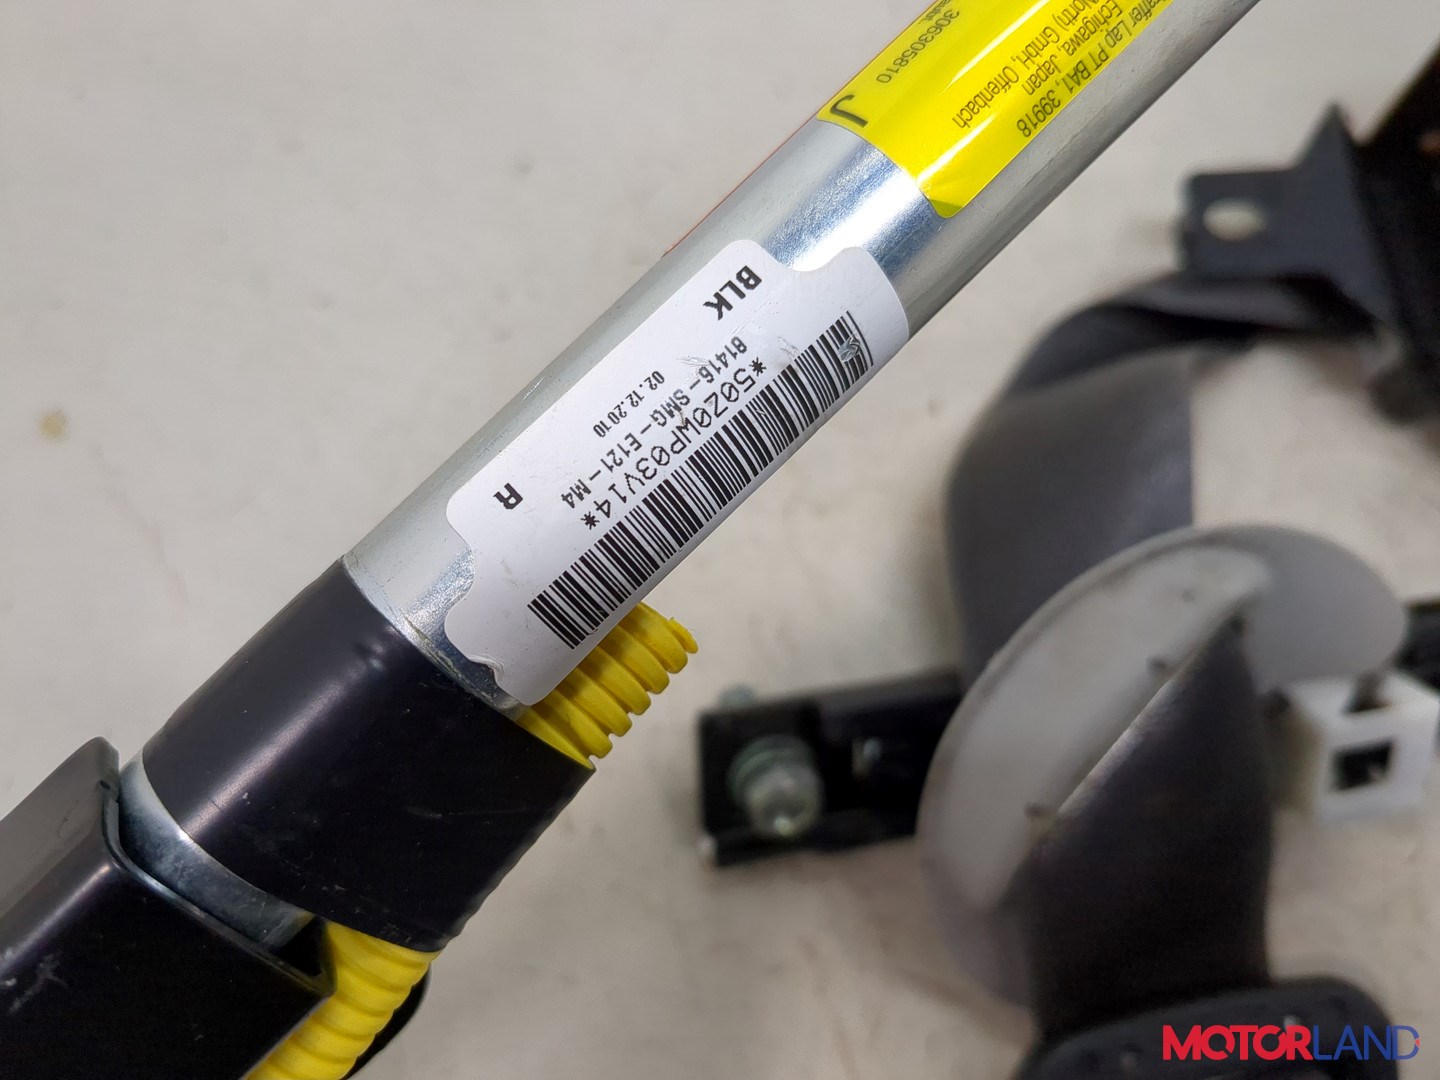 raffer Lap PT BA1, 39918
Echigawa, Japan
(North) GmbH, Offenbach
306305810
J
BLK
81416-SMG-E121-M4
02.12.2010
R
*50Z0WP03V14*
MOTORLAND